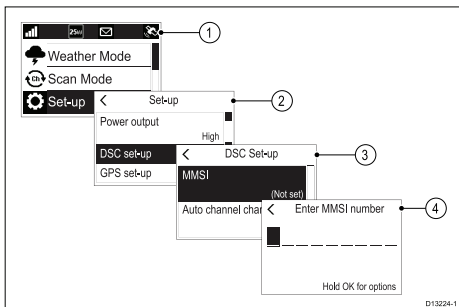 25W
1
Weather Mode
Ch
Scan Mode
Set-up
Set-up
2
Power output
High
DSC set-up
GPS set-up
DSC Set-up
3
MMSI
(Not set)
Auto channel chan
Enter MMSI number
4
Hold OK for options
D13224-1